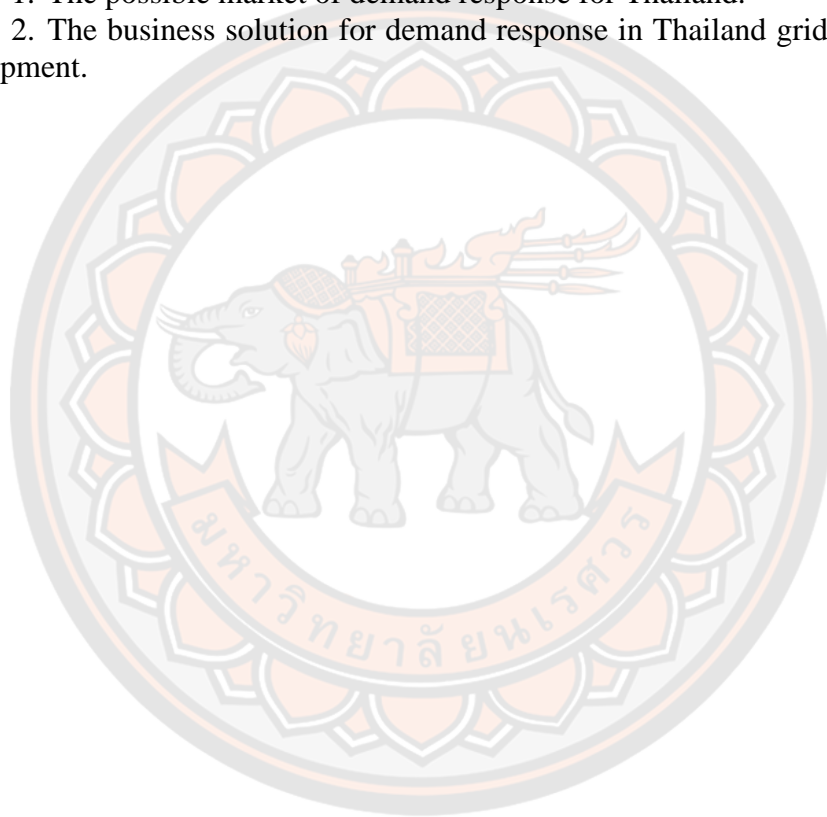 1. The possible market of demand response for Thailand.
2. The business solution for demand response in Thailand grid
pment.
มหาวิทยาลัยนเรศวร